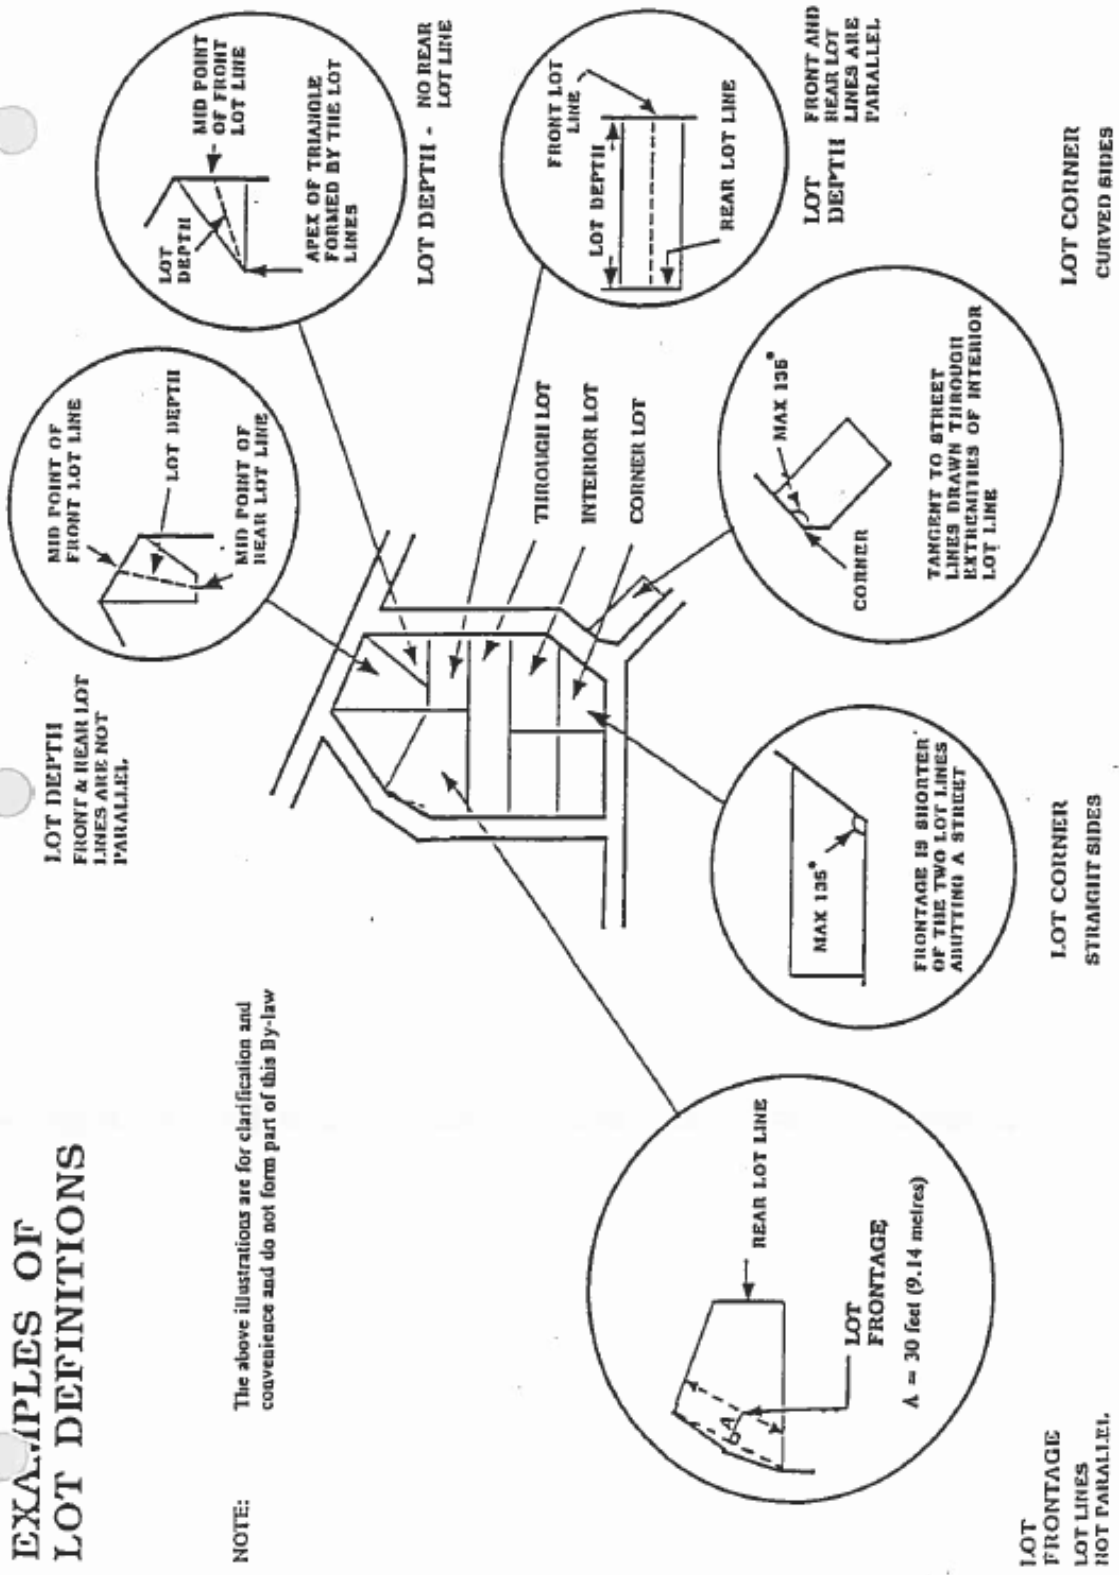 EXAMPLES OF
LOT DEFINITIONS
NOTE:
The above illustrations are for clarification and
convenience and do not form part of this By-law
LOT DEPTH
FRONT & REAR LOT
LINES ARE NOT
PARALLEL.
MID POINT OF
FRONT LOT LINE
LOT DEPTH
MID POINT OF
REAR LOT LINE
LOT
DEPTH
MID POINT
OF FRONT
LOT LINE
APEX OF TRIANGLE
FORMED BY THE LOT
LINES
LOT DEPTH - NO REAR
LOT LINE
FRONT LOT
LINE
LOT DEPTH
REAR LOT LINE
LOT
DEPTH
FRONT AND
REAR LOT
LINES ARE
PARALLEL
THROUGH LOT
INTERIOR LOT
CORNER LOT
MAX 135°
CORNER
TANGENT TO STREET
LINES DRAWN THROUGH
EXTREMITIES OF INTERIOR
LOT LINE
LOT CORNER
CURVED SIDES
MAX 135°
FRONTAGE IS SHORTER
OF THE TWO LOT LINES
ABUTTING A STREET
LOT CORNER
STRAIGHT SIDES
REAR LOT LINE
A
LOT
FRONTAGE
A = 30 feet (9.14 metres)
LOT
FRONTAGE
LOT LINES
NOT PARALLEL.